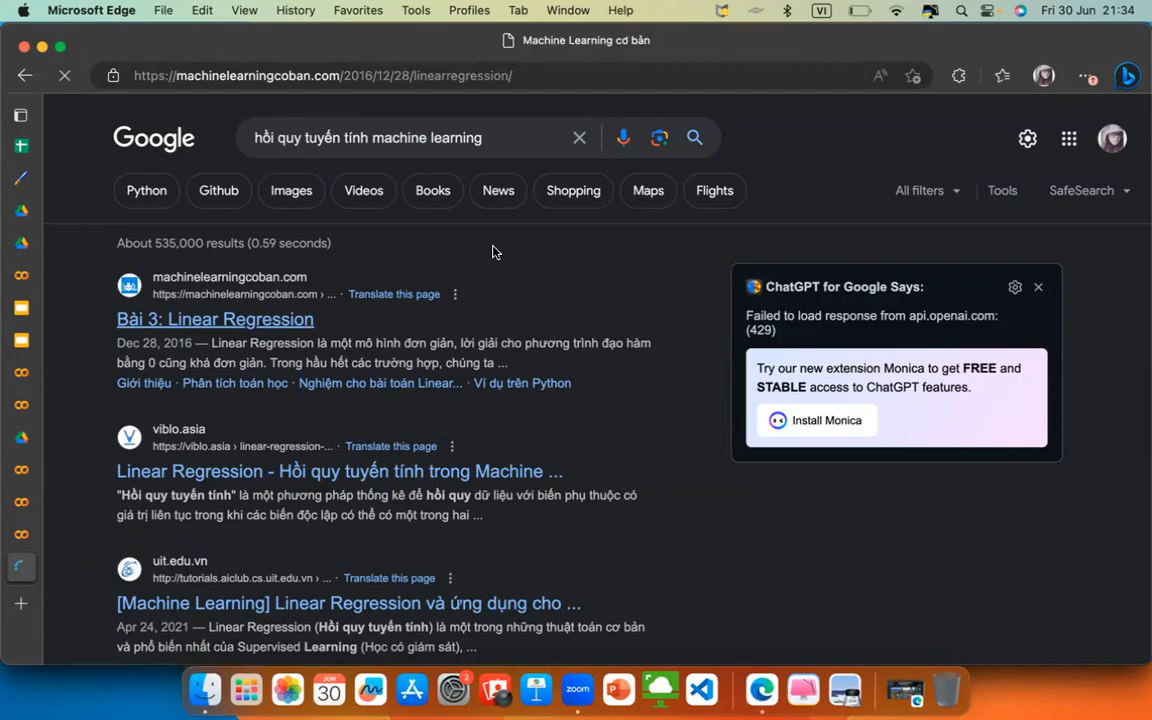 Microsoft Edge File Edit View History Favorites Tools Profiles Tab Window Help VI Fri 30 Jun 21:34
Machine Learning cơ bản
https://machinelearningcoban.com/2016/12/28/linearregression/
Google
hồi quy tuyến tính machine learning
Python Github Images Videos Books News Shopping Maps Flights All filters Tools SafeSearch
About 535,000 results (0.59 seconds)
machinelearningcoban.com
https://machinelearningcoban.com › ... Translate this page
Bài 3: Linear Regression
Dec 28, 2016 — Linear Regression là một mô hình đơn giản, lời giải cho phương trình đạo hàm
bằng 0 cũng khá đơn giản. Trong hầu hết các trường hợp, chúng ta ...
Giới thiệu · Phân tích toán học · Nghiệm cho bài toán Linear... · Ví dụ trên Python
viblo.asia
https://viblo.asia › linear-regression-... Translate this page
Linear Regression - Hồi quy tuyến tính trong Machine ...
"Hồi quy tuyến tính" là một phương pháp thống kê để hồi quy dữ liệu với biến phụ thuộc có
giá trị liên tục trong khi các biến độc lập có thể có một trong hai ...
uit.edu.vn
http://tutorials.aiclub.cs.uit.edu.vn › ... Translate this page
[Machine Learning] Linear Regression và ứng dụng cho ...
Apr 24, 2021 — Linear Regression (Hồi quy tuyến tính) là một trong những thuật toán cơ bản
và phổ biến nhất của Supervised Learning (Học có giám sát), ...
ChatGPT for Google Says:
Failed to load response from api.openai.com:
(429)
Try our new extension Monica to get FREE and
STABLE access to ChatGPT features.
Install Monica
JUN
30
2
zoom